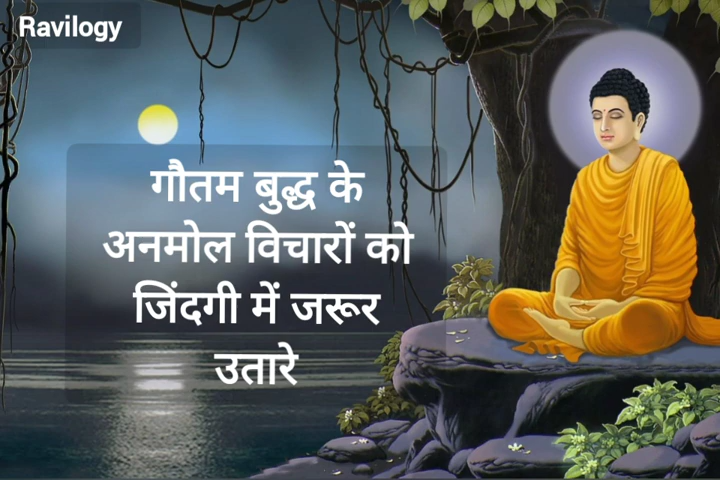 Ravilogy
गौतम बुद्ध के
अनमोल विचारों को
जिंदगी में जरूर
उतारे